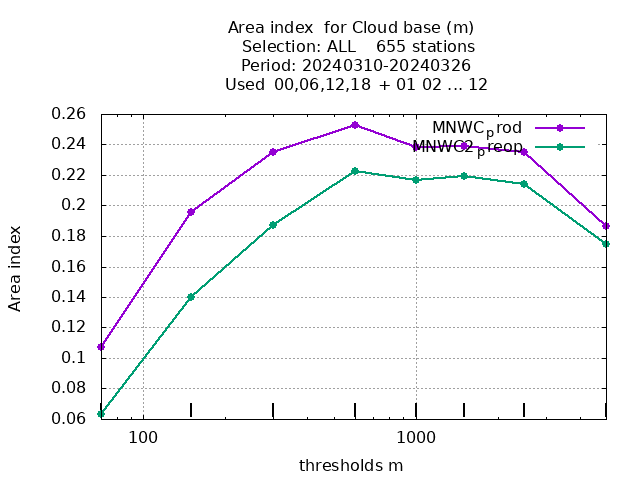 Area index  for Cloud base (m)
Selection: ALL    655 stations
Period: 20240310-20240326
Used  00,06,12,18  + 01 02 ... 12
MNWC_prod
MNWC2_preop
0.26
0.24
0.22
0.2
0.18
0.16
0.14
0.12
0.1
0.08
0.06
Area index
100
1000
thresholds m